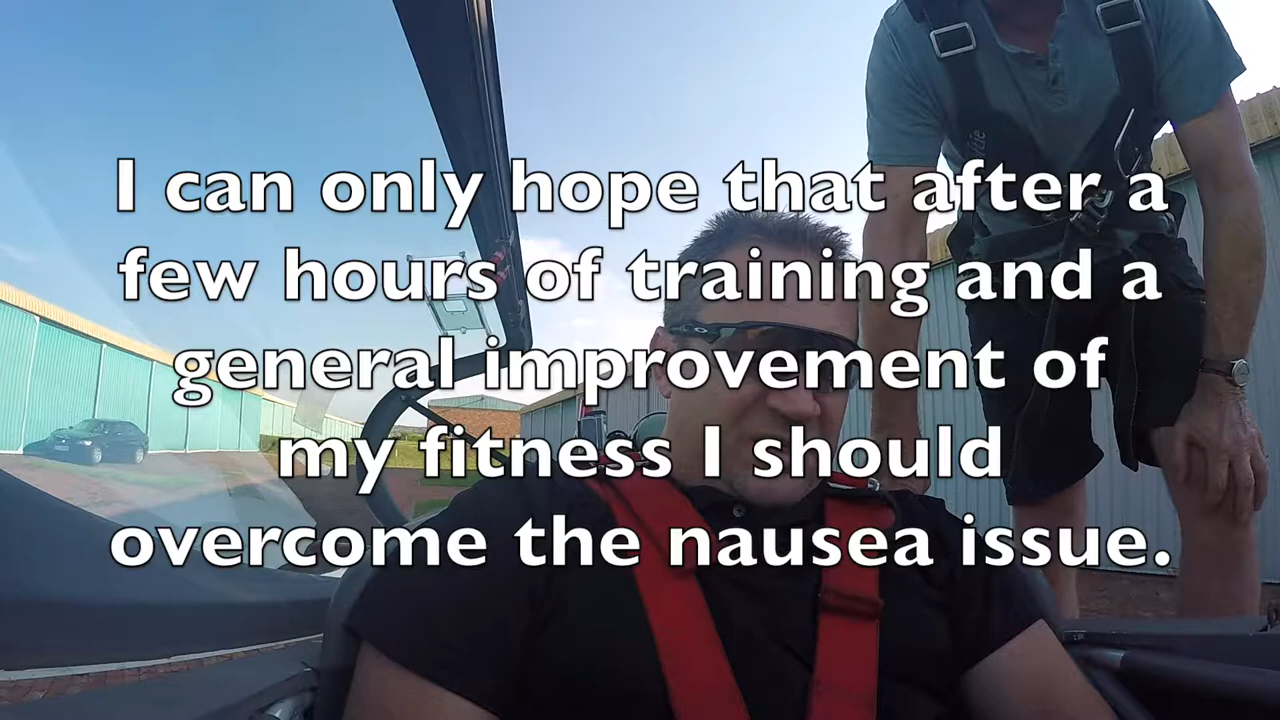 I can only hope that after a
few hours of training and a
general improvement of
my fitness I should
overcome the nausea issue.